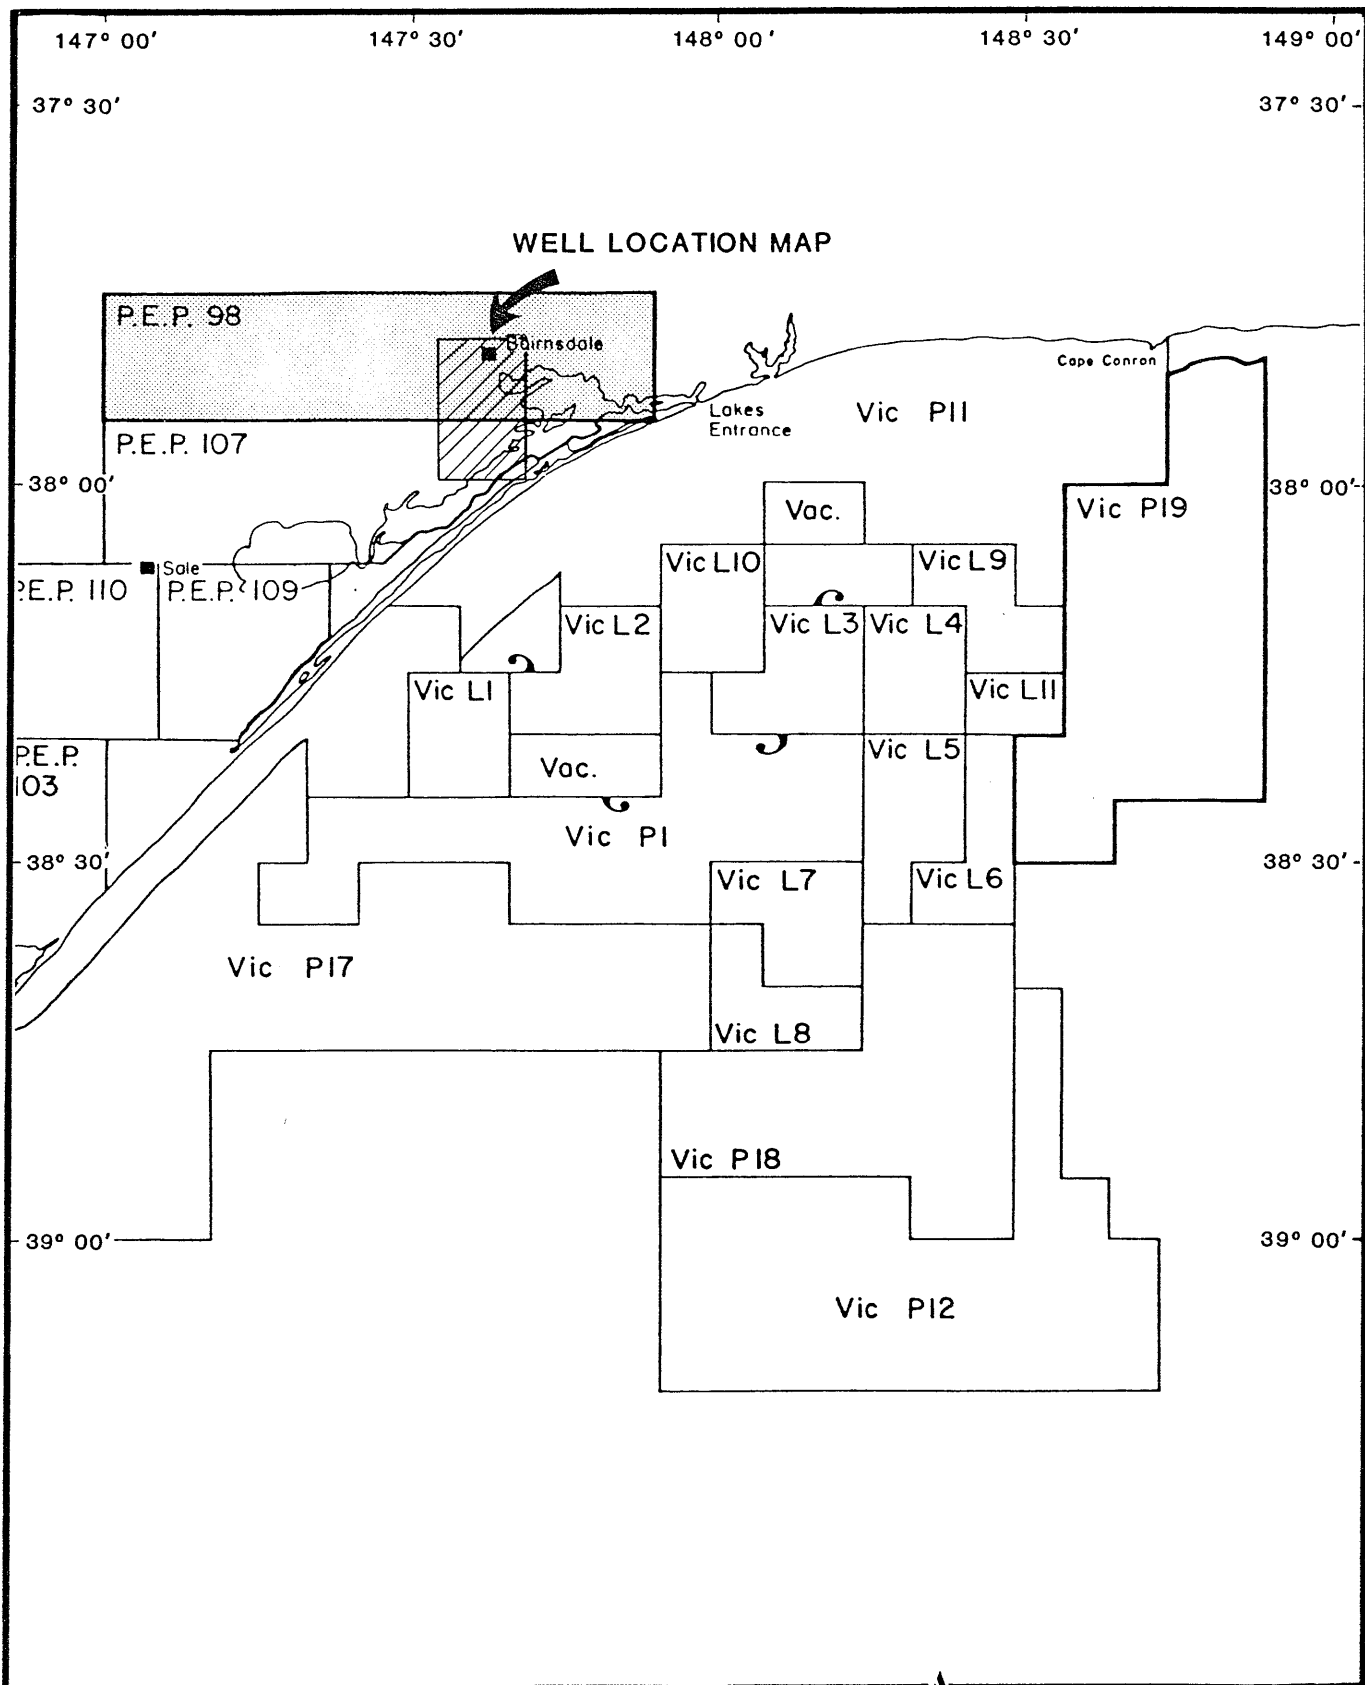 147° 00′ 147° 30′ 148° 00′ 148° 30′ 149° 00′
37° 30′ 37° 30′
WELL LOCATION MAP
P.E.P. 98
Bairnsdale
Cape Conron
Lakes
Entrance
Vic P11
P.E.P. 107
38° 00′ 38° 00′
Vac.
Vic P19
Vic L10
Vic L9
Sale
P.E.P. 110
P.E.P. 109
Vic L2
Vic L3
Vic L4
Vic L1
Vic L11
P.E.P.
103
Vac.
Vic L5
Vic P1
38° 30′ 38° 30′
Vic L7
Vic L6
Vic P17
Vic L8
Vic P18
39° 00′ 39° 00′
Vic P12